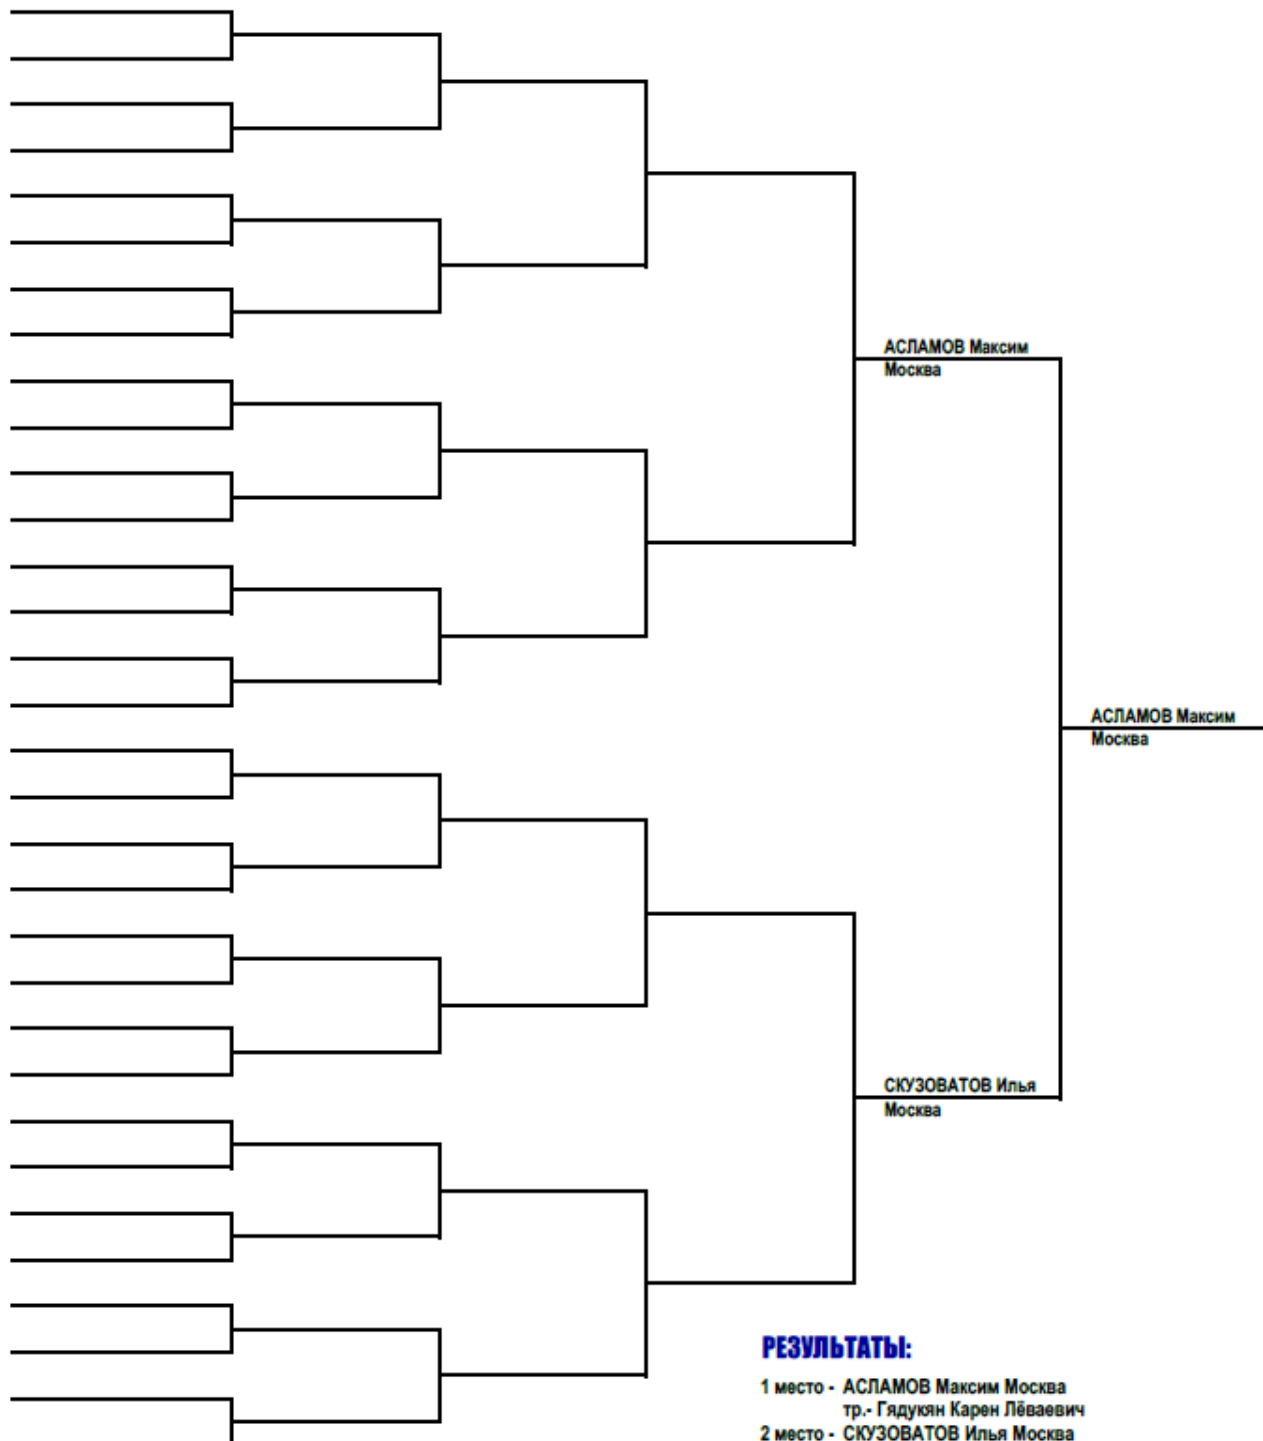 АСЛАМОВ Максим
Москва
АСЛАМОВ Максим
Москва
СКУЗОВАТОВ Илья
Москва
РЕЗУЛЬТАТЫ:
1 место - АСЛАМОВ Максим Москва
тр.- Гядукян Карен Лёваевич
2 место - СКУЗОВАТОВ Илья Москва